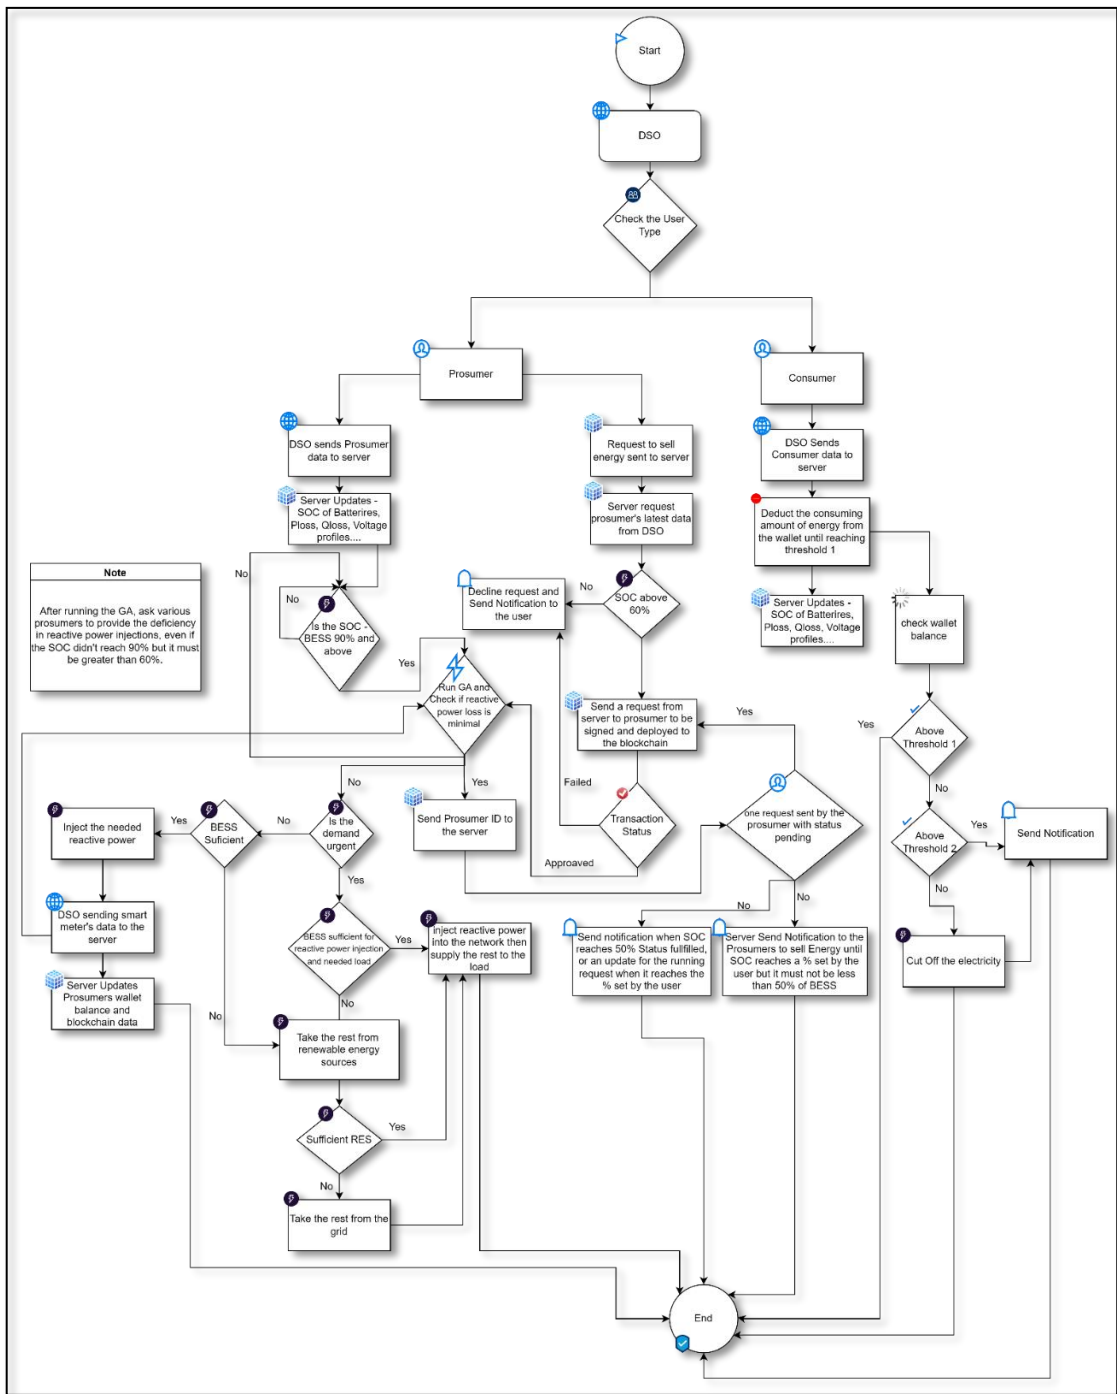 Start
DSO
Check the User
Type
Prosumer
Consumer
DSO sends Prosumer
data to server
Request to sell
energy sent to server
DSO Sends
Consumer data to
server
Server Updates -
SOC of Batterires,
Ploss, Qloss, Voltage
profiles....
Server request
prosumer's latest data
from DSO
Deduct the consuming
amount of energy from
the wallet until reaching
threshold 1
Note
After running the GA, ask various
prosumers to provide the deficiency
in reactive power injections, even if
the SOC didn't reach 90% but it must
be greater than 60%.
No
No
Is the SOC -
BESS 90% and
above
Yes
Decline request and
Send Notification to
the user
No
SOC above
60%
Server Updates -
SOC of Batterires,
Ploss, Qloss, Voltage
profiles....
check wallet
balance
Run GA and
Check if reactive
power loss is
minimal
Send a request from
server to prosumer to be
signed and deployed to
the blockchain
Yes
Yes
Above
Threshold 1
No
No
Yes
Failed
Transaction
Status
Approaved
one request sent by the
prosumer with status
pending
Inject the needed
reactive power
Yes
BESS
Suficient
No
Is the
demand
urgent
Send Prosumer ID to
the server
Above
Threshold 2
Yes
Send Notification
Yes
No
No
No
DSO sending smart
meter's data to the
server
BESS sufficient for
reactive power injection
and needed load
Yes
inject reactive power
into the network then
supply the rest to the
load
Send notification when SOC
reaches 50% Status fullfilled,
or an update for the running
request when it reaches the
% set by the user
Server Send Notification to the
Prosumers to sell Energy until
SOC reaches a % set by the
user but it must not be less
than 50% of BESS
Cut Off the electricity
Server Updates
Prosumers wallet
balance and
blockchain data
No
No
Take the rest from
renewable energy
sources
Sufficient RES
Yes
No
Take the rest from the
grid
End